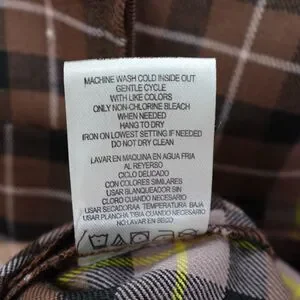 MACHINE WASH COLD INSIDE OUT
GENTLE CYCLE
WITH LIKE COLORS
ONLY NON-CHLORINE BLEACH
WHEN NEEDED
HANG TO DRY
IRON ON LOWEST SETTING IF NEEDED
DO NOT DRY CLEAN
LAVAR EN MAQUINA EN AGUA FRIA
AL REVERSO
CICLO DELICADO
CON COLORES SIMILARES
USAR BLANQUEADOR SIN
CLORO CUANDO NECESARIO
USAR SECADORAA TEMPERATURA BAJA
USAR PLANCHA TIBIA CUANDO NECESARIO
NO LAVAR EN SECO